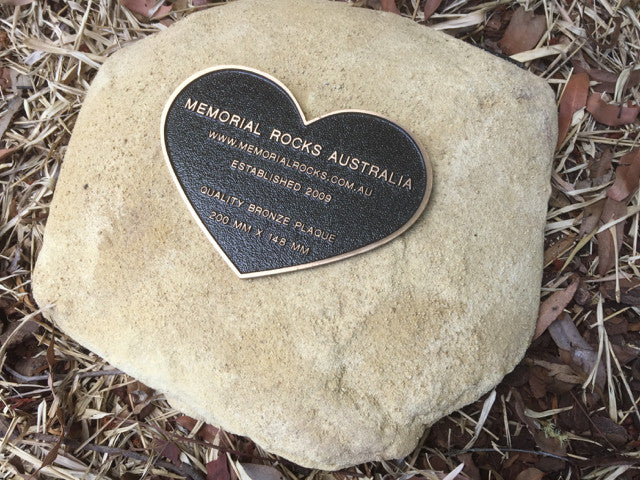 MEMORIAL ROCKS AUSTRALIA
WWW.MEMORIALROCKS.COM.AU
ESTABLISHED 2009
QUALITY BRONZE PLAQUE
200 MM X 148 MM